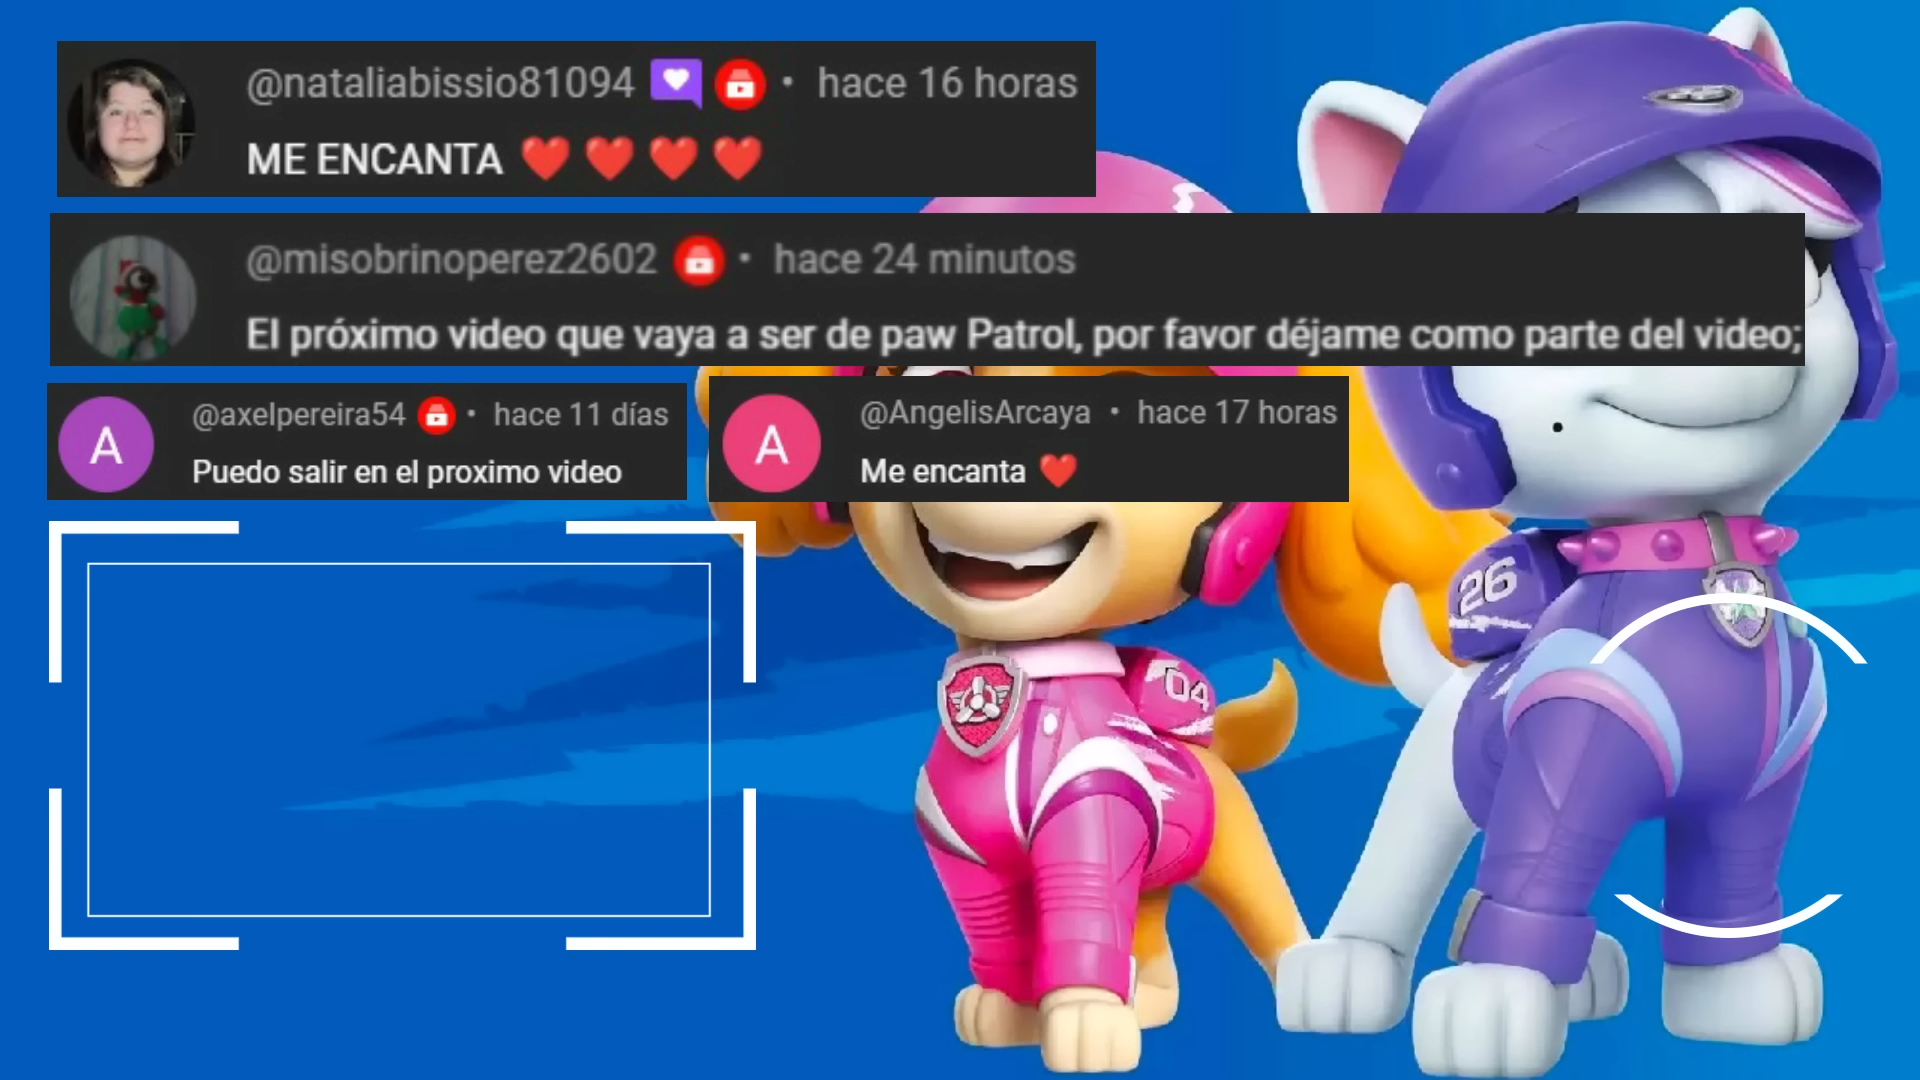 @nataliabissio81094 • hace 16 horas
ME ENCANTA ❤️❤️❤️❤️
@misobrinoperez2602 • hace 24 minutos
El próximo video que vaya a ser de paw Patrol, por favor déjame como parte del video;
A
@axelpereira54 • hace 11 días
Puedo salir en el proximo video
A
@AngelisArcaya • hace 17 horas
Me encanta ❤️
26
04